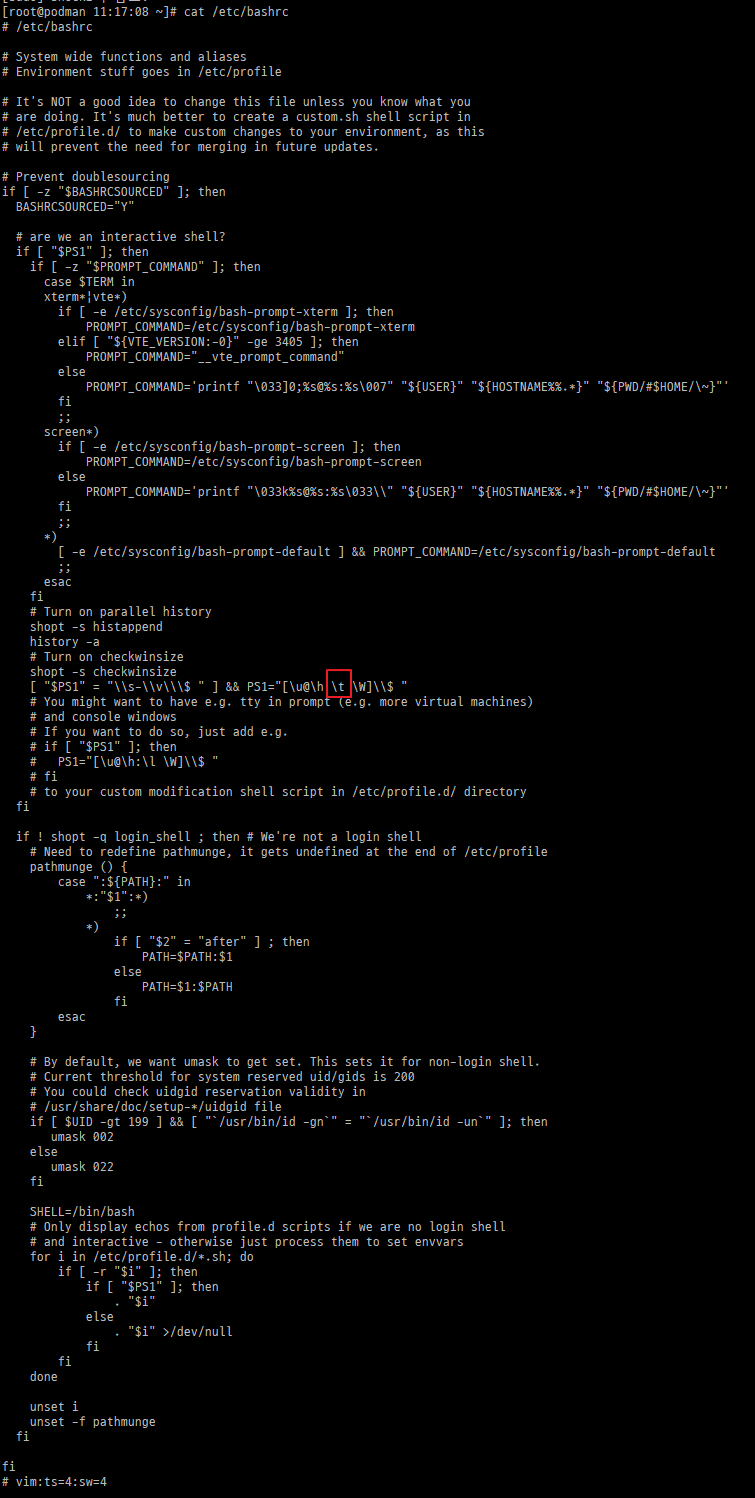 [root@podman 11:17:08 ~]# cat /etc/bashrc
# /etc/bashrc

# System wide functions and aliases
# Environment stuff goes in /etc/profile

# It's NOT a good idea to change this file unless you know what you
# are doing. It's much better to create a custom.sh shell script in
# /etc/profile.d/ to make custom changes to your environment, as this
# will prevent the need for merging in future updates.

# Prevent doublesourcing
if [ -z "$BASHRCSOURCED" ]; then
  BASHRCSOURCED="Y"

  # are we an interactive shell?
  if [ "$PS1" ]; then
    if [ -z "$PROMPT_COMMAND" ]; then
      case $TERM in
      xterm*|vte*)
        if [ -e /etc/sysconfig/bash-prompt-xterm ]; then
            PROMPT_COMMAND=/etc/sysconfig/bash-prompt-xterm
        elif [ "${VTE_VERSION:-0}" -ge 3405 ]; then
            PROMPT_COMMAND="__vte_prompt_command"
        else
            PROMPT_COMMAND='printf "\033]0;%s@%s:%s\007" "${USER}" "${HOSTNAME%%.*}" "${PWD/#$HOME/\~}"'
        fi
        ;;
      screen*)
        if [ -e /etc/sysconfig/bash-prompt-screen ]; then
            PROMPT_COMMAND=/etc/sysconfig/bash-prompt-screen
        else
            PROMPT_COMMAND='printf "\033k%s@%s:%s\033\\" "${USER}" "${HOSTNAME%%.*}" "${PWD/#$HOME/\~}"'
        fi
        ;;
      *)
        [ -e /etc/sysconfig/bash-prompt-default ] && PROMPT_COMMAND=/etc/sysconfig/bash-prompt-default
        ;;
      esac
    fi
    # Turn on parallel history
    shopt -s histappend
    history -a
    # Turn on checkwinsize
    shopt -s checkwinsize
    [ "$PS1" = "\\s-\\v\\\$ " ] && PS1="[\u@\h \t \W]\\$ "
    # You might want to have e.g. tty in prompt (e.g. more virtual machines)
    # and console windows
    # If you want to do so, just add e.g.
    # if [ "$PS1" ]; then
    #   PS1="[\u@\h:\l \W]\\$ "
    # fi
    # to your custom modification shell script in /etc/profile.d/ directory
  fi

  if ! shopt -q login_shell ; then # We're not a login shell
    # Need to redefine pathmunge, it gets undefined at the end of /etc/profile
    pathmunge () {
        case ":${PATH}:" in
            *:"$1":*)
                ;;
            *)
                if [ "$2" = "after" ] ; then
                    PATH=$PATH:$1
                else
                    PATH=$1:$PATH
                fi
        esac
    }

    # By default, we want umask to get set. This sets it for non-login shell.
    # Current threshold for system reserved uid/gids is 200
    # You could check uidgid reservation validity in
    # /usr/share/doc/setup-*/uidgid file
    if [ $UID -gt 199 ] && [ "`/usr/bin/id -gn`" = "`/usr/bin/id -un`" ]; then
       umask 002
    else
       umask 022
    fi

    SHELL=/bin/bash
    # Only display echos from profile.d scripts if we are no login shell
    # and interactive - otherwise just process them to set envvars
    for i in /etc/profile.d/*.sh; do
        if [ -r "$i" ]; then
            if [ "$PS1" ]; then
                . "$i"
            else
                . "$i" >/dev/null
            fi
        fi
    done

    unset i
    unset -f pathmunge
  fi

fi
# vim:ts=4:sw=4